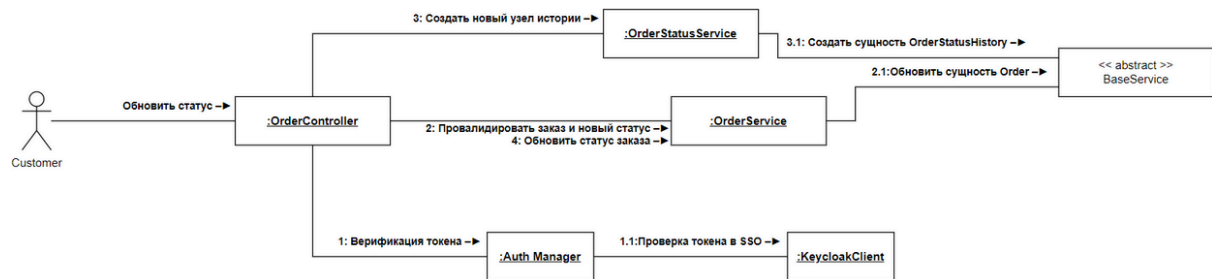 3: Создать новый узел истории
:OrderStatusService
3.1: Создать сущность OrderStatusHistory
<< abstract >>
BaseService
2.1:Обновить сущность Order
Обновить статус
:OrderController
:OrderService
2: Провалидировать заказ и новый статус
4: Обновить статус заказа
Customer
1: Верификация токена
:Auth Manager
1.1:Проверка токена в SSO
:KeycloakClient